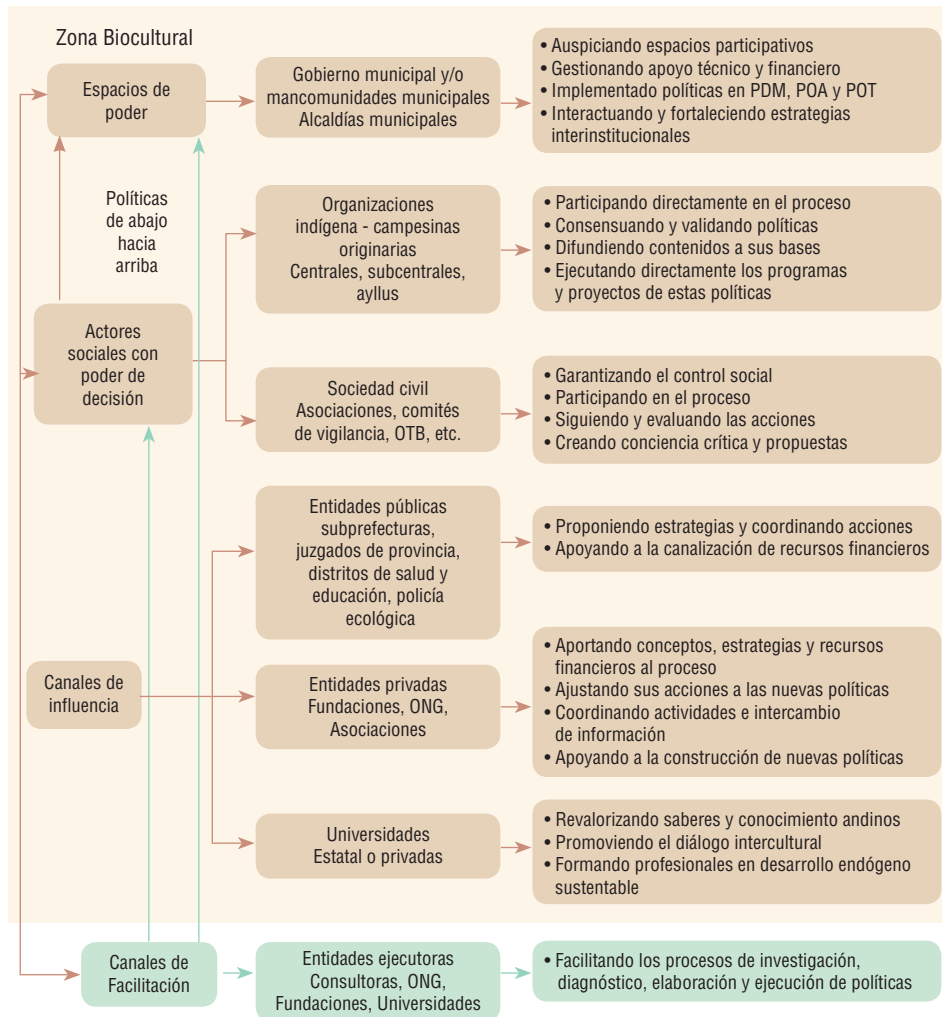 Zona Biocultural
Espacios de
poder
Gobierno municipal y/o
mancomunidades municipales
Alcaldías municipales
• Auspiciando espacios participativos
• Gestionando apoyo técnico y financiero
• Implementado políticas en PDM, POA y POT
• Interactuando y fortaleciendo estrategias
interinstitucionales
Políticas
de abajo
hacia
arriba
Actores
sociales con
poder de
decisión
Organizaciones
indígena - campesinas
originarias
Centrales, subcentrales,
ayllus
• Participando directamente en el proceso
• Consensuando y validando políticas
• Difundiendo contenidos a sus bases
• Ejecutando directamente los programas
y proyectos de estas políticas
Sociedad civil
Asociaciones, comités
de vigilancia, OTB, etc.
• Garantizando el control social
• Participando en el proceso
• Siguiendo y evaluando las acciones
• Creando conciencia crítica y propuestas
Canales de
influencia
Entidades públicas
subprefecturas,
juzgados de provincia,
distritos de salud y
educación, policía
ecológica
• Proponiendo estrategias y coordinando acciones
• Apoyando a la canalización de recursos financieros
Entidades privadas
Fundaciones, ONG,
Asociaciones
• Aportando conceptos, estrategias y recursos
financieros al proceso
• Ajustando sus acciones a las nuevas políticas
• Coordinando actividades e intercambio
de información
• Apoyando a la construcción de nuevas políticas
Universidades
Estatal o privadas
• Revalorizando saberes y conocimiento andinos
• Promoviendo el diálogo intercultural
• Formando profesionales en desarrollo endógeno
sustentable
Canales de
Facilitación
Entidades ejecutoras
Consultoras, ONG,
Fundaciones, Universidades
• Facilitando los procesos de investigación,
diagnóstico, elaboración y ejecución de políticas